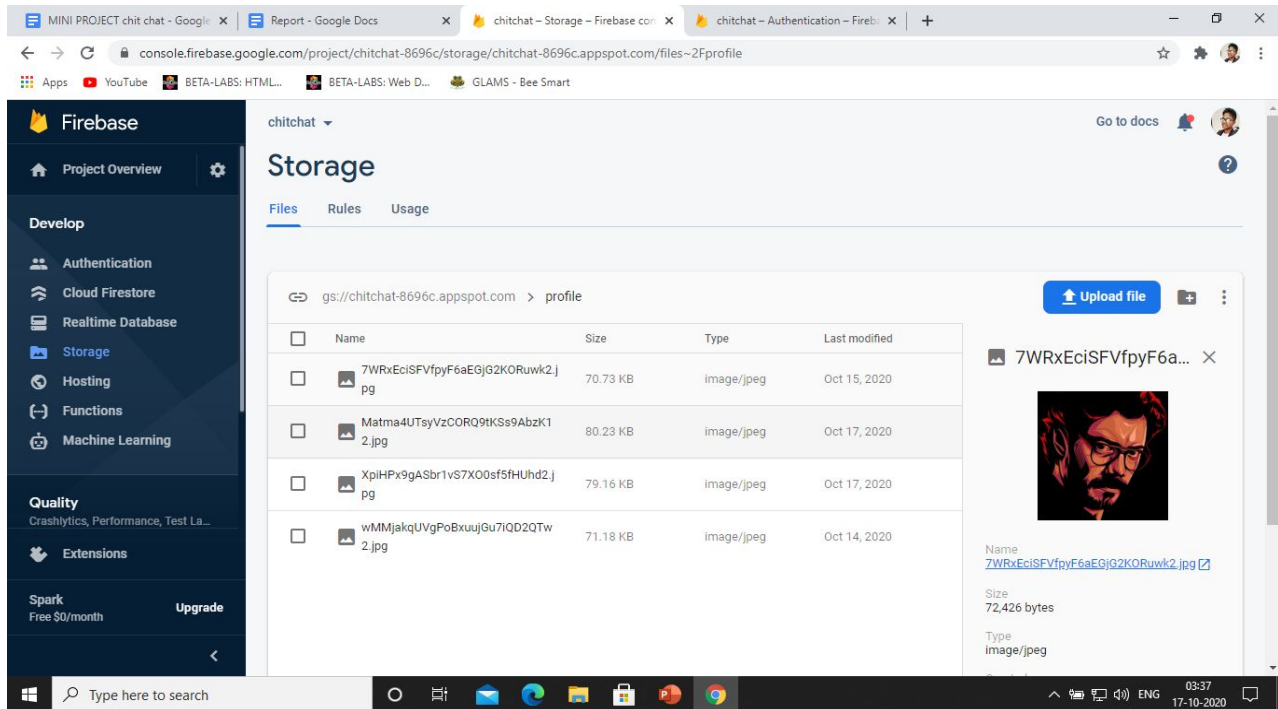 MINI PROJECT chit chat - Google
Report - Google Docs
chitchat – Storage – Firebase con
chitchat – Authentication – Fireba
console.firebase.google.com/project/chitchat-8696c/storage/chitchat-8696c.appspot.com/files~2Fprofile
Apps YouTube BETA-LABS: HTML... BETA-LABS: Web D... GLAMS - Bee Smart
Firebase
Project Overview
Develop
Authentication
Cloud Firestore
Realtime Database
Storage
Hosting
Functions
Machine Learning
Quality
Crashlytics, Performance, Test La...
Extensions
Spark
Free $0/month
Upgrade
chitchat
Go to docs
Storage
Files Rules Usage
gs://chitchat-8696c.appspot.com > profile
Upload file
Name Size Type Last modified
7WRxEciSFVfpyF6aEGjG2KORuwk2.j
pg
70.73 KB image/jpeg Oct 15, 2020
Matma4UTsyVzCORQ9tKSs9AbzK1
2.jpg
80.23 KB image/jpeg Oct 17, 2020
XpiHPx9gASbr1vS7XO0sf5fHUhd2.j
pg
79.16 KB image/jpeg Oct 17, 2020
wMMjakqUVgPoBxuujGu7iQD2QTw
2.jpg
71.18 KB image/jpeg Oct 14, 2020
7WRxEciSFVfpyF6a...
Name
7WRxEciSFVfpyF6aEGjG2KORuwk2.jpg
Size
72,426 bytes
Type
image/jpeg
Type here to search
ENG
03:37
17-10-2020